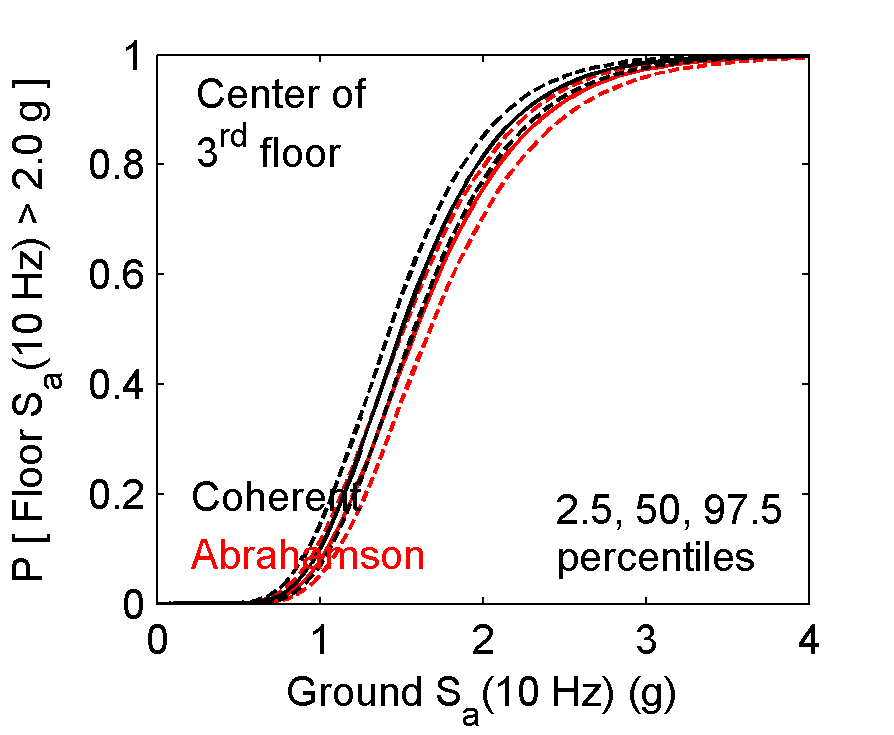 P [ Floor Sa(10 Hz) > 2.0 g ]
1
0.8
0.6
0.4
0.2
0
Center of
3rd floor
Coherent
Abrahamson
2.5, 50, 97.5
percentiles
0 1 2 3 4
Ground Sa(10 Hz) (g)